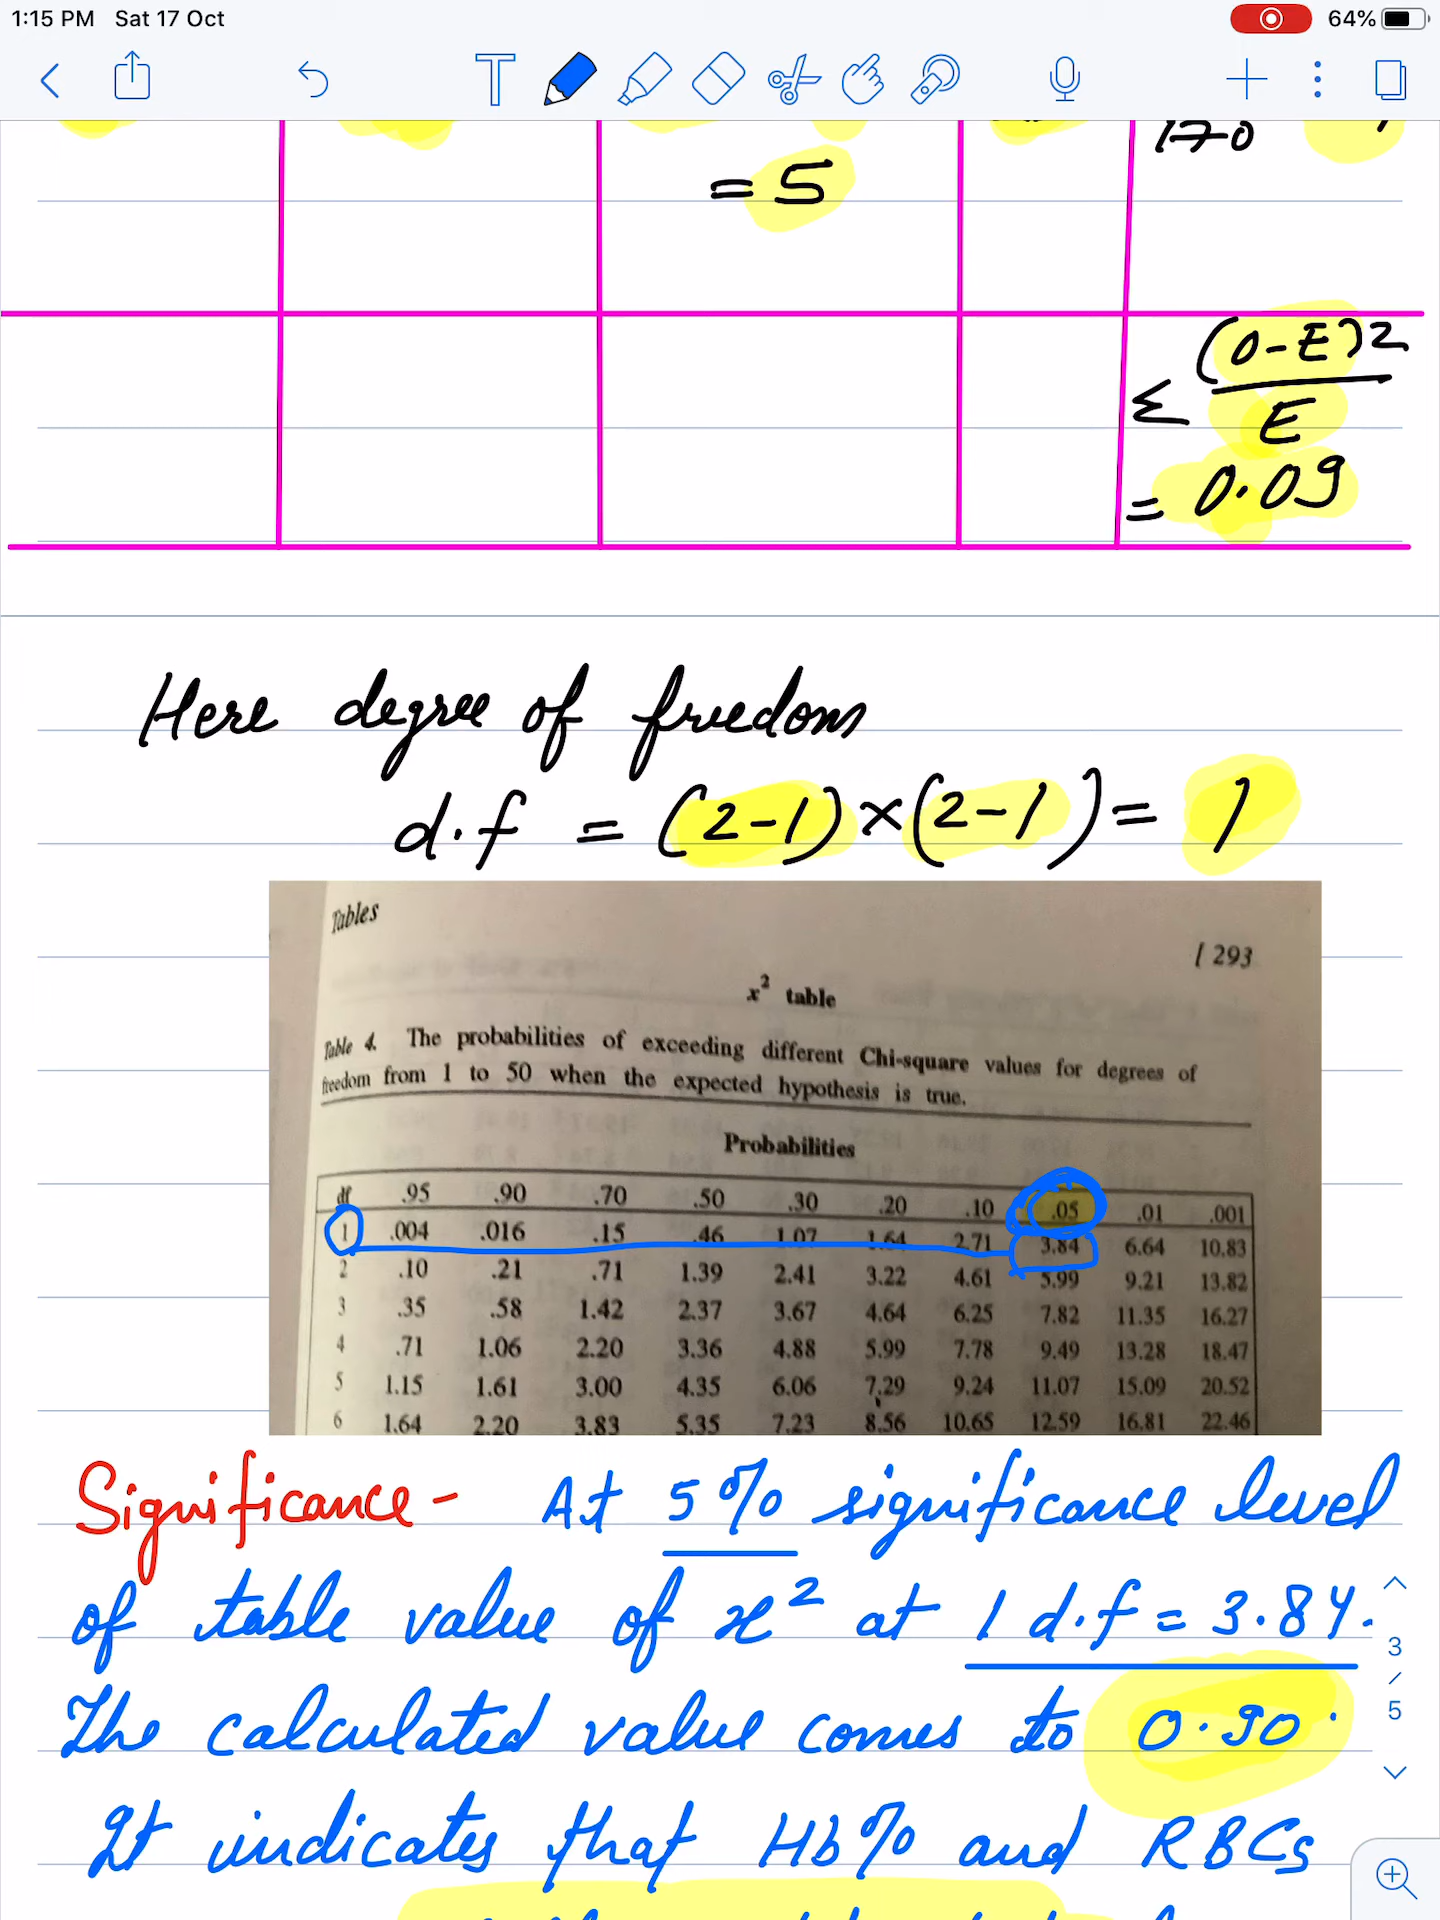 1:15 PM Sat 17 Oct 64%
T
170
= 5
Σ (O-E)2
E
= 0.09
Here degree of freedom
d.f = (2-1)×(2-1)= 1
Tables
/ 293
x² table
Table 4. The probabilities of exceeding different Chi-square values for degrees of
freedom from 1 to 50 when the expected hypothesis is true.
Probabilities
df .95 .90 .70 .50 .30 .20 .10 .05 .01 .001
1 .004 .016 .15 .46 1.07 1.64 2.71 3.84 6.64 10.83
2 .10 .21 .71 1.39 2.41 3.22 4.61 5.99 9.21 13.82
3 .35 .58 1.42 2.37 3.67 4.64 6.25 7.82 11.35 16.27
4 .71 1.06 2.20 3.36 4.88 5.99 7.78 9.49 13.28 18.47
5 1.15 1.61 3.00 4.35 6.06 7.29 9.24 11.07 15.09 20.52
6 1.64 2.20 3.83 5.35 7.23 8.56 10.65 12.59 16.81 22.46
Significance - At 5% significance level
of table value of x² at 1 d.f = 3.84.
The calculated value comes to 0.90.
It indicates that Hb% and RBCs
3
/
5